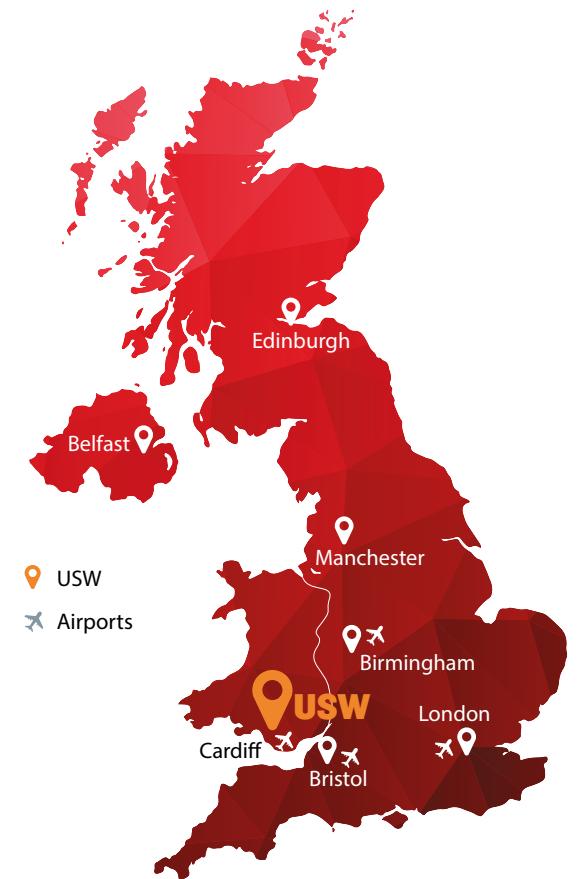 Edinburgh
Belfast
Manchester
USW
Airports
Birmingham
USW
London
Cardiff
Bristol